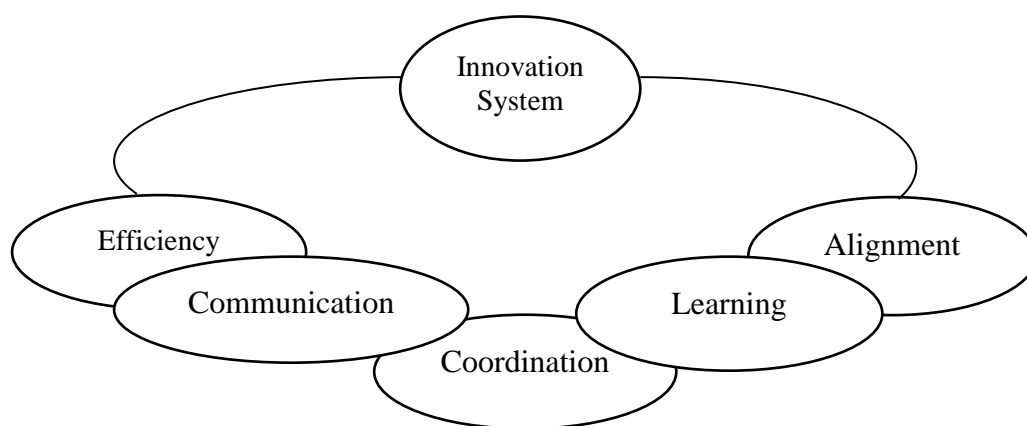 Innovation
System
Efficiency
Alignment
Communication
Learning
Coordination